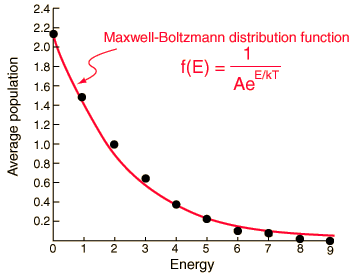 2.4
2.2
2.0
1.8
1.6
1.4
1.2
1.0
0.8
0.6
0.4
0.2
Average population
Maxwell-Boltzmann distribution function
f(E) = 1 / Ae^E/kT
0 1 2 3 4 5 6 7 8 9
Energy